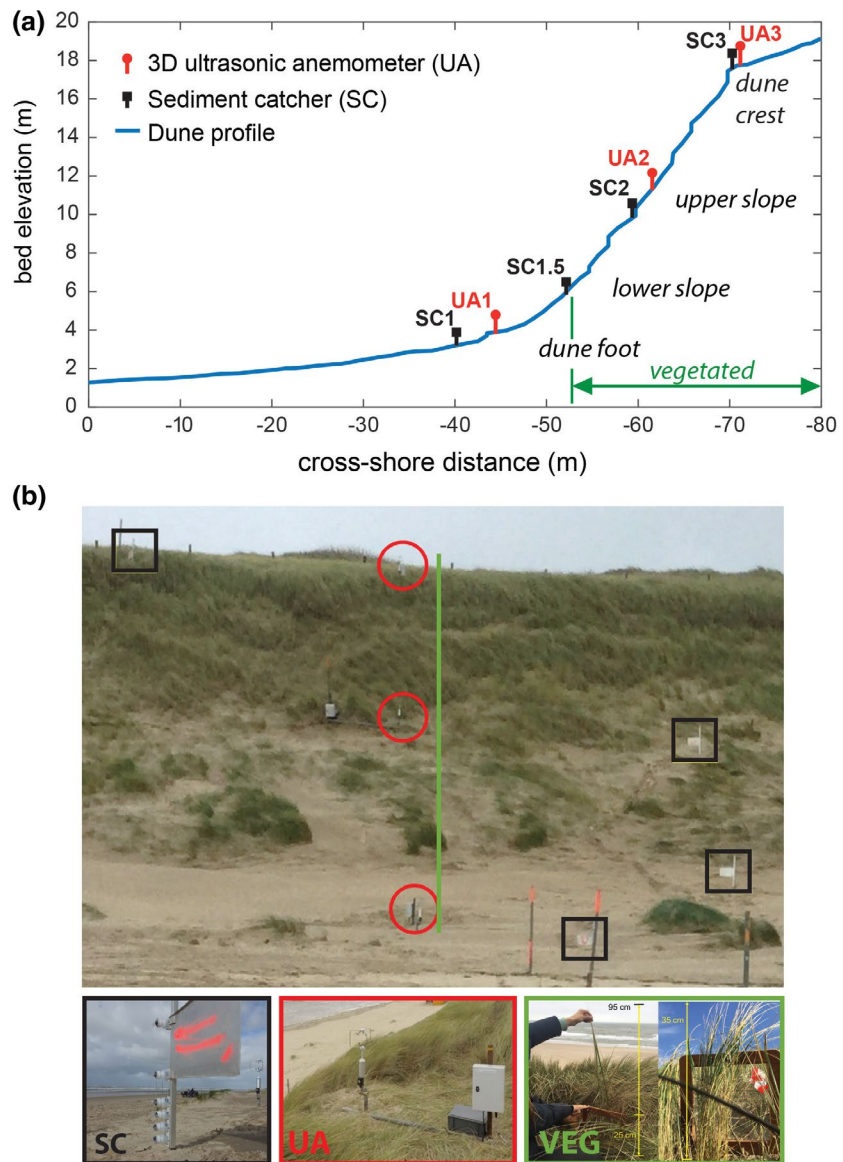 (a)
20
18
16
14
12
10
8
6
4
2
0
bed elevation (m)
3D ultrasonic anemometer (UA)
Sediment catcher (SC)
Dune profile
SC3
UA3
dune
crest
UA2
SC2
upper slope
SC1.5
lower slope
SC1
UA1
dune foot
vegetated
0
-10
-20
-30
-40
-50
-60
-70
-80
cross-shore distance (m)
(b)
SC
UA
95 cm
25 cm
35 cm
VEG